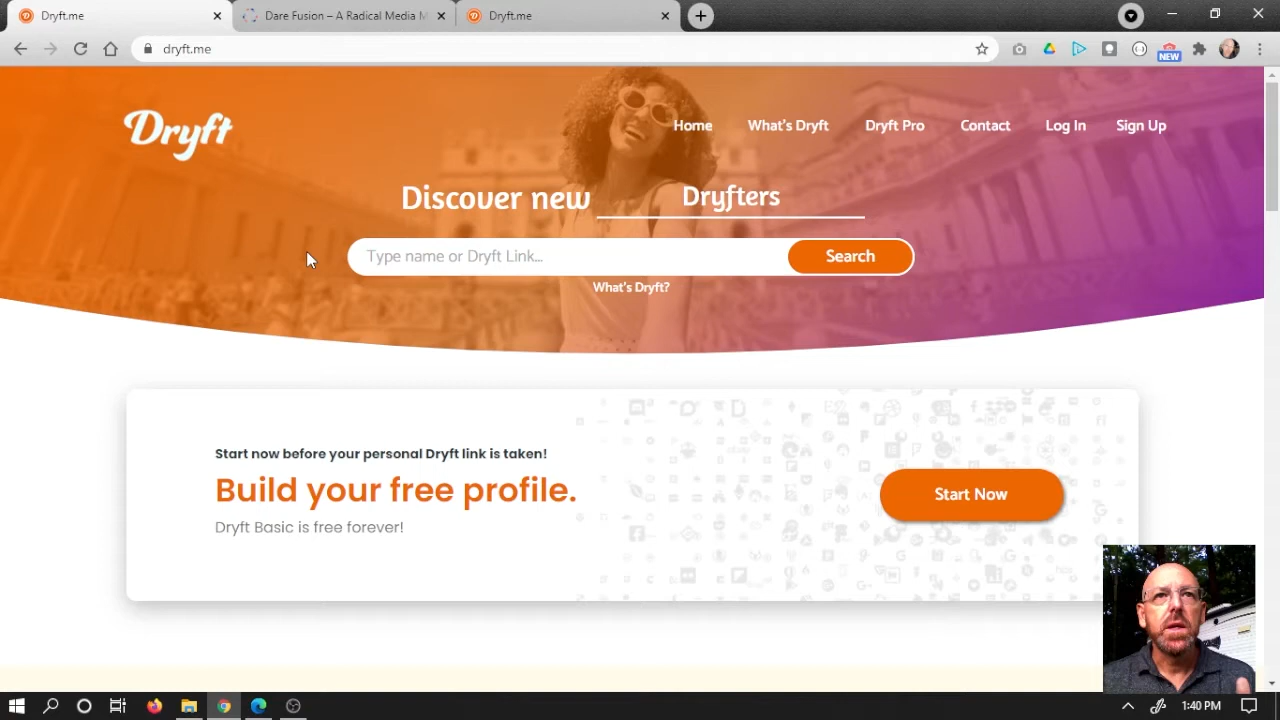 Dryft.me
Dare Fusion – A Radical Media M
Dryft.me
dryft.me
NEW
Dryft
Home
What's Dryft
Dryft Pro
Contact
Log In
Sign Up
Discover new Dryfters
Type name or Dryft Link...
Search
What's Dryft?
Start now before your personal Dryft link is taken!
Build your free profile.
Dryft Basic is free forever!
Start Now
1:40 PM